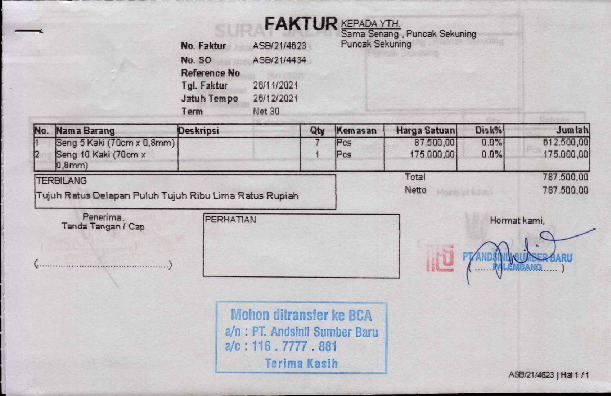 FAKTUR
KEPADA YTH.
Sama Senang , Puncak Sekuning
Puncak Sekuning
No. Faktur ASB/21/4623
No. SO ASB/21/4434
Reference No
Tgl. Faktur 26/11/2021
Jatuh Tempo 26/12/2021
Term Net 30
No. Nama Barang Deskripsi Qty Kemasan Harga Satuan Disk% Jumlah
1 Seng 5 Kaki (70cm x 0,8mm) 7 Pcs 87.500,00 0.0% 612.500,00
2 Seng 10 Kaki (70cm x 1 Pcs 175.000,00 0.0% 175.000,00
0,8mm)
TERBILANG
Tujuh Ratus Delapan Puluh Tujuh Ribu Lima Ratus Rupiah
Total 787.500,00
Netto 787.500,00
Penerima,
Tanda Tangan / Cap
(..............................)
PERHATIAN
Hormat kami,
PT. ANDSINIL SUMBER BARU
PALEMBANG
Mohon ditransfer ke BCA
a/n : PT. Andsinil Sumber Baru
a/c : 116 . 7777 . 881
Terima Kasih
ASB/21/4623 | Hal 1 / 1